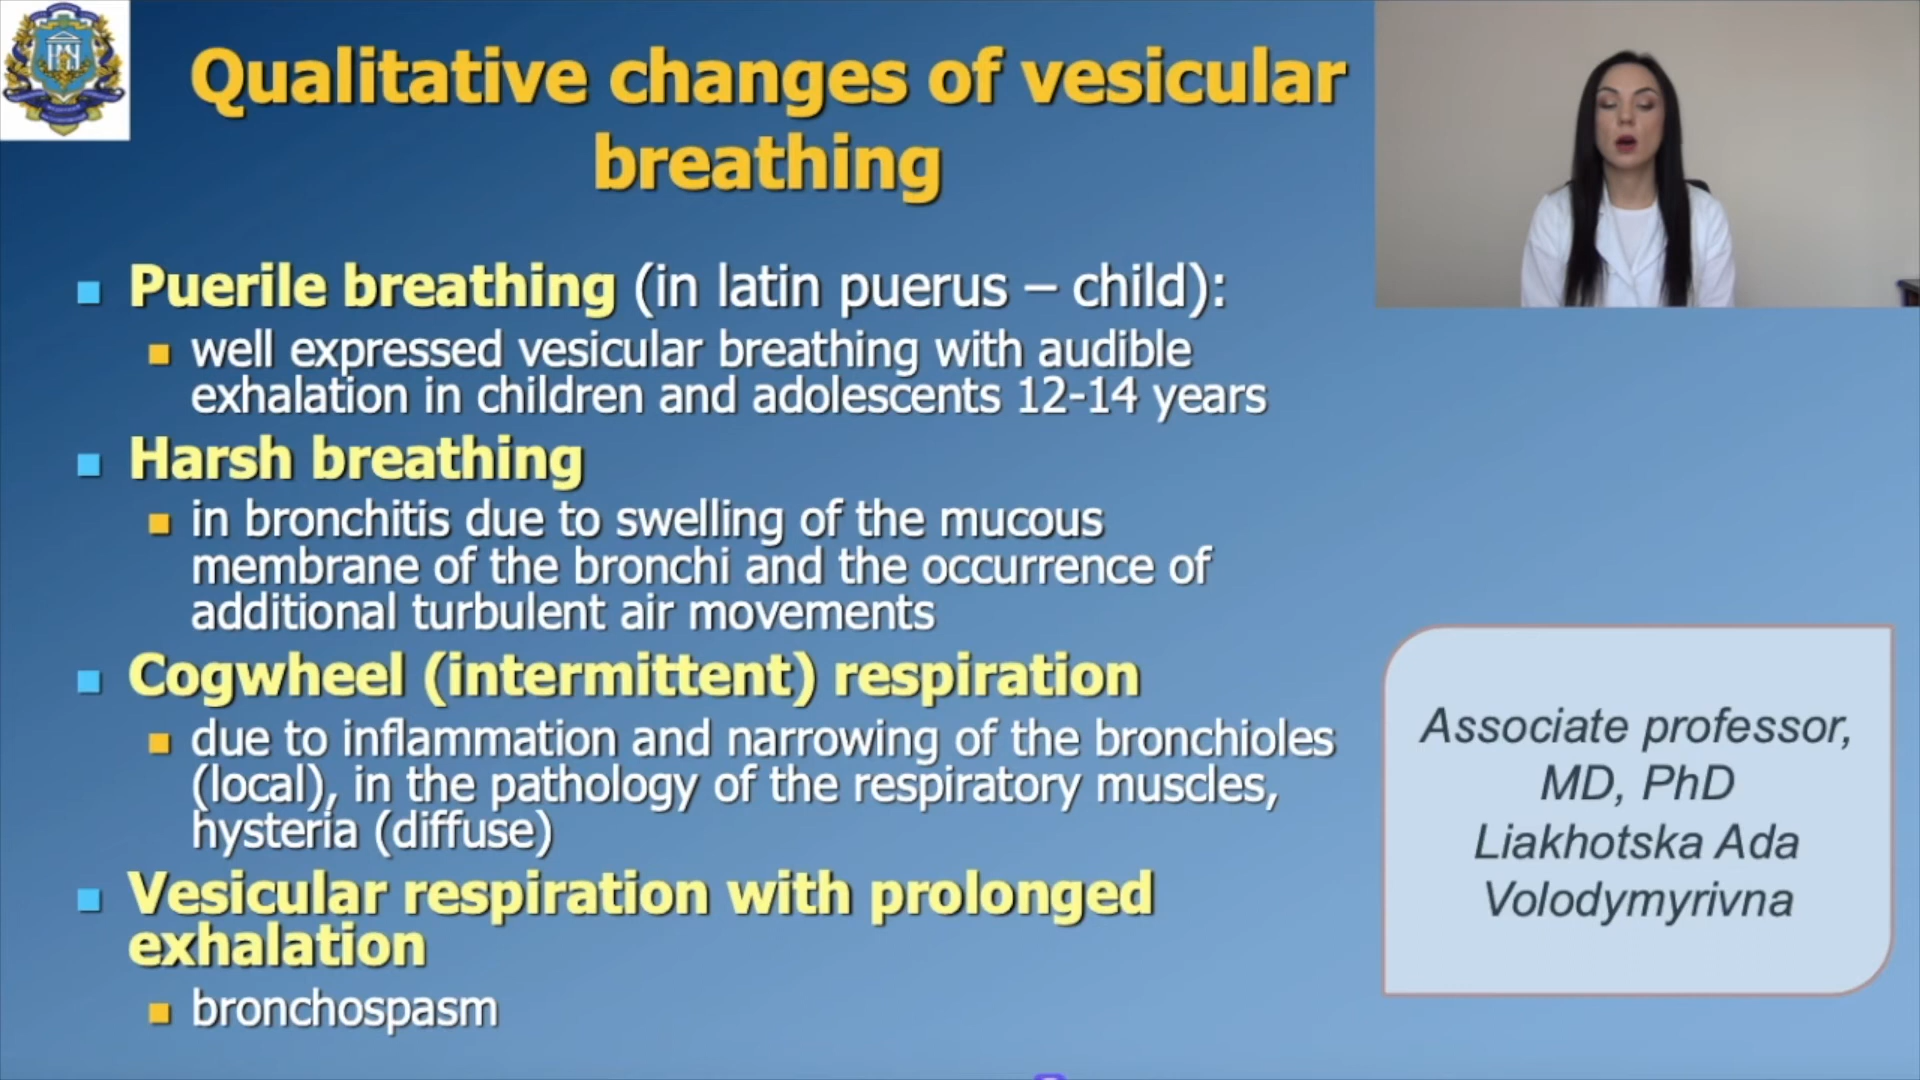 Qualitative changes of vesicular
breathing
Puerile breathing (in latin puerus – child):
well expressed vesicular breathing with audible
exhalation in children and adolescents 12-14 years
Harsh breathing
in bronchitis due to swelling of the mucous
membrane of the bronchi and the occurrence of
additional turbulent air movements
Cogwheel (intermittent) respiration
due to inflammation and narrowing of the bronchioles
(local), in the pathology of the respiratory muscles,
hysteria (diffuse)
Vesicular respiration with prolonged
exhalation
bronchospasm
Associate professor,
MD, PhD
Liakhotska Ada
Volodymyrivna